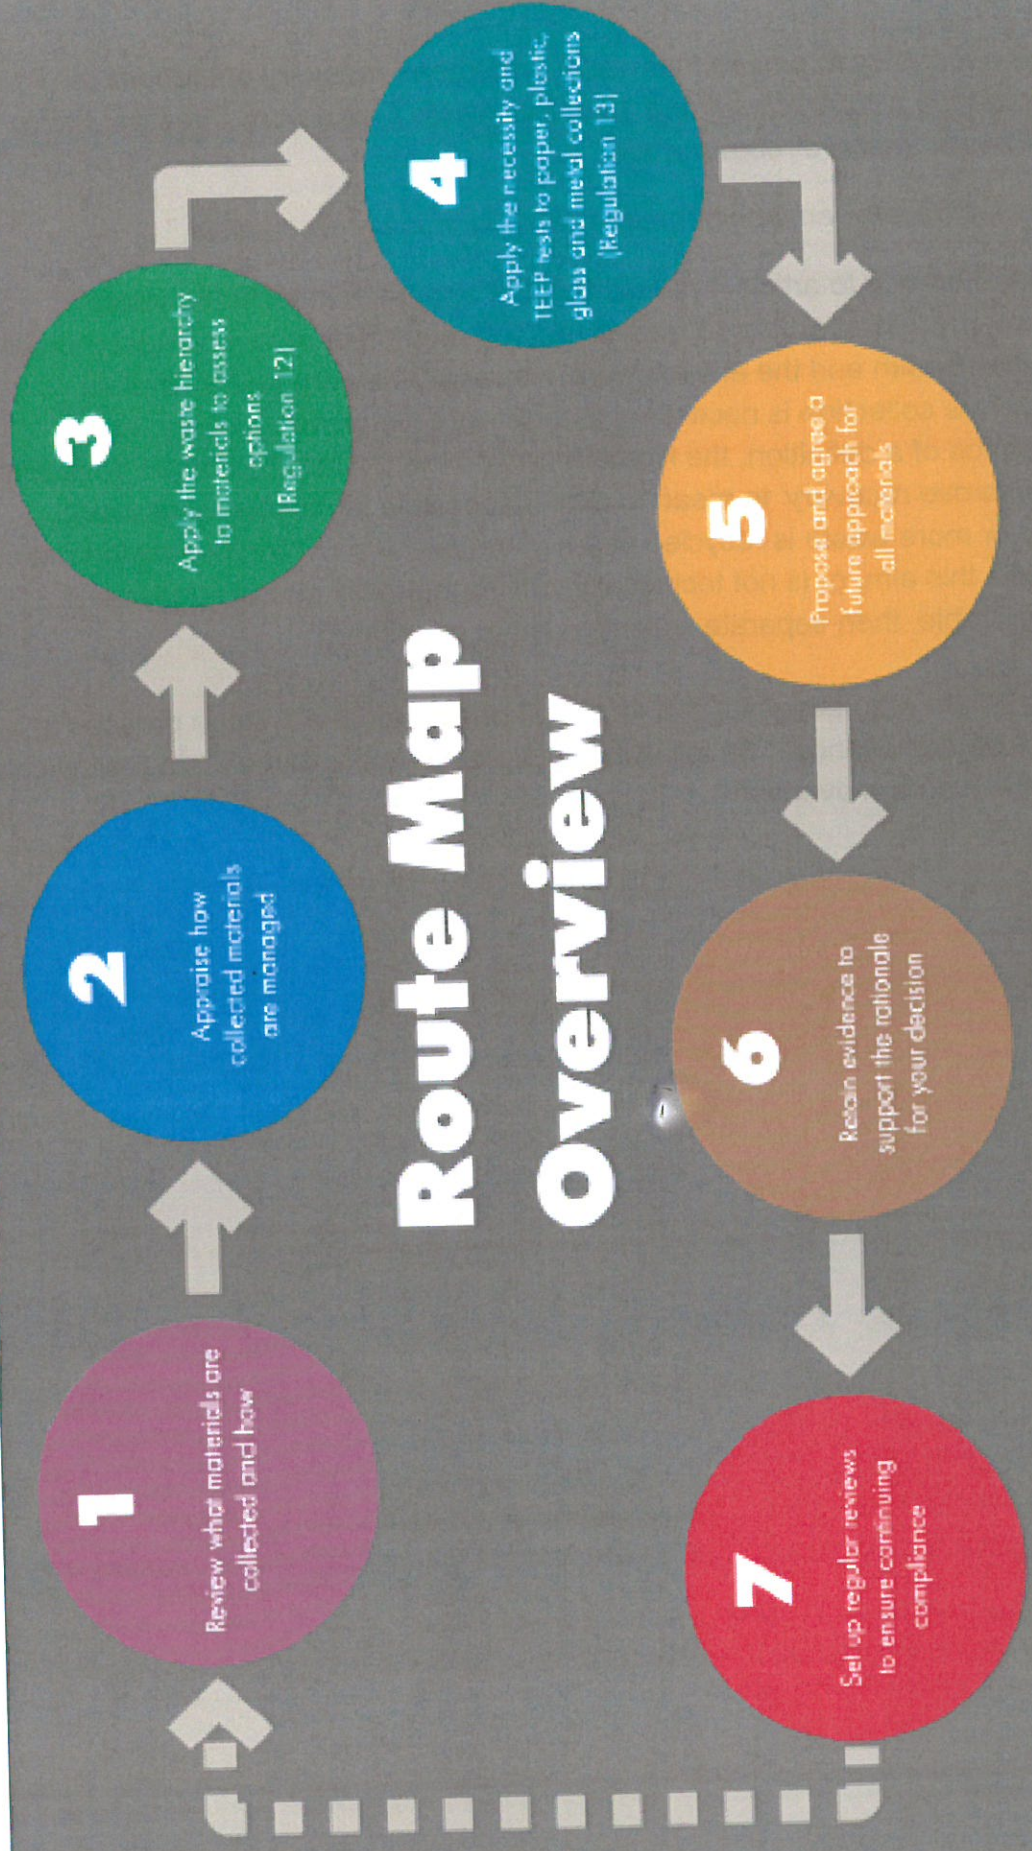 Route Map
Overview
1
Review what materials are
collected and how
2
Appraise how
collected materials
are managed
3
Apply the waste hierarchy
to materials to assess
options
(Regulation 12)
4
Apply the necessity and
TEEP tests to paper, plastic,
glass and metal collections
(Regulation 13)
5
Propose and agree a
future approach for
all materials
6
Retain evidence to
support the rationale
for your decision
7
Set up regular reviews
to ensure continuing
compliance